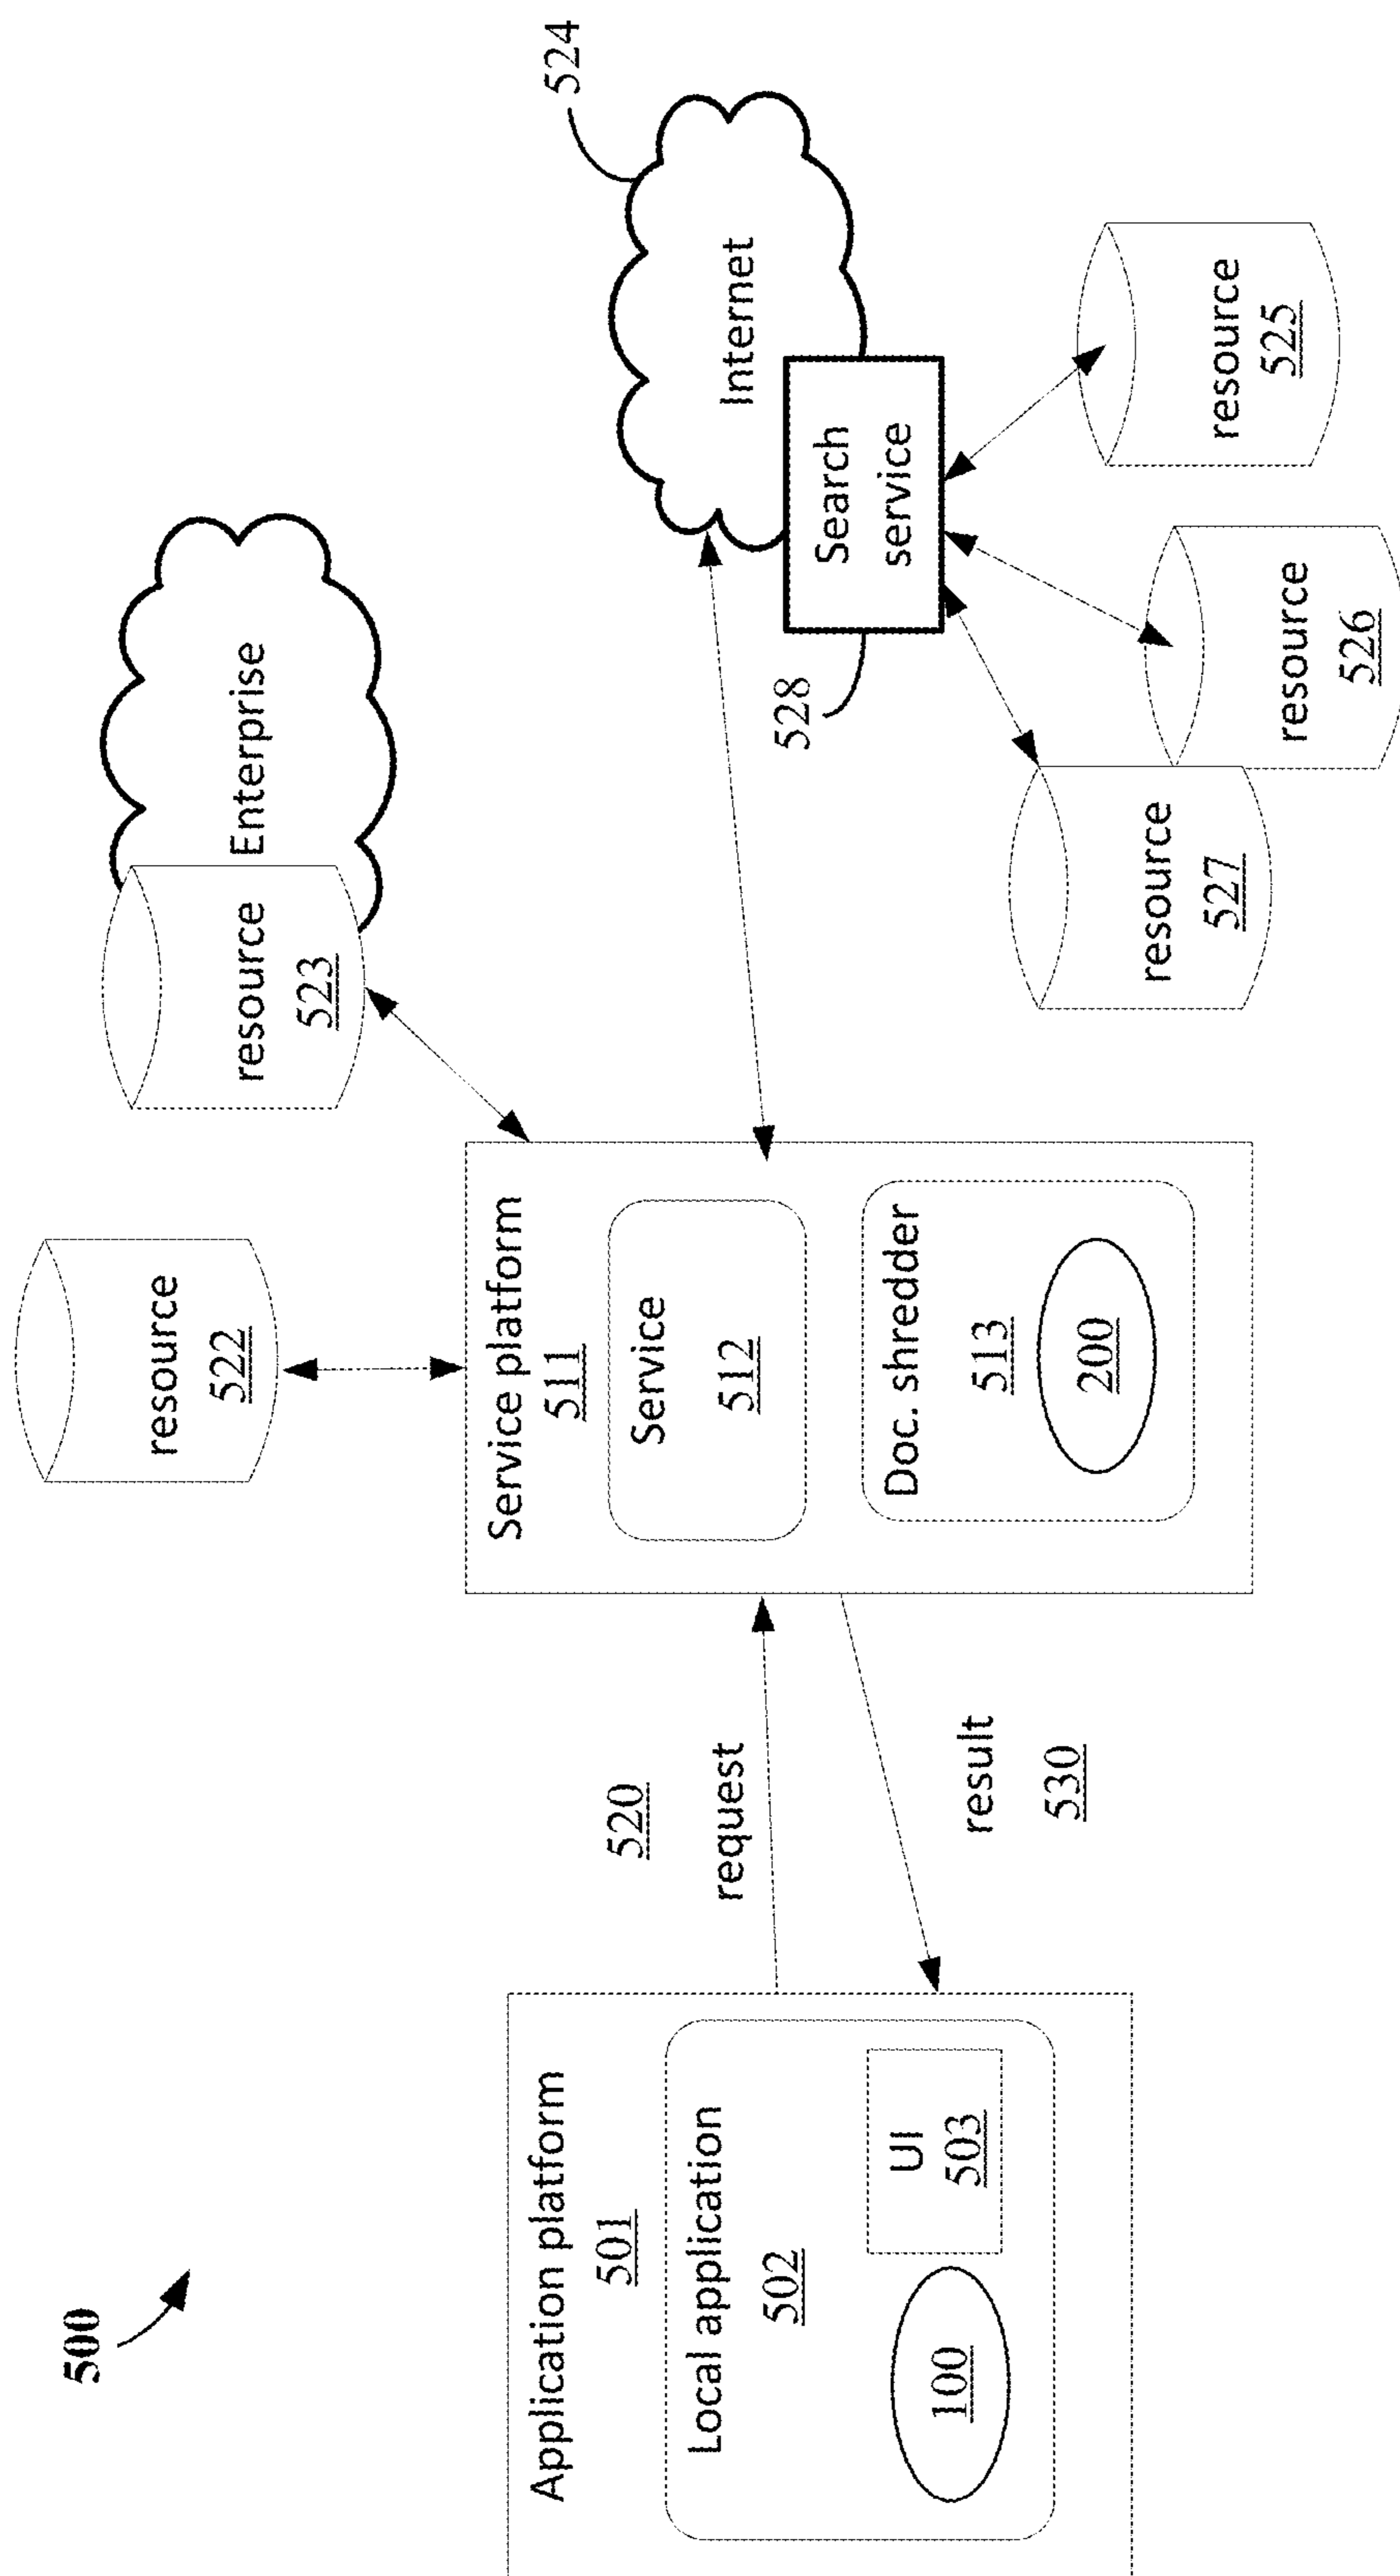 500
Application platform
501
Local application
502
100
UI
503
520
request
result
530
Service platform
511
Service
512
Doc. shredder
513
200
resource
522
resource
523
Enterprise
Internet
524
Search
service
528
resource
527
resource
526
resource
525